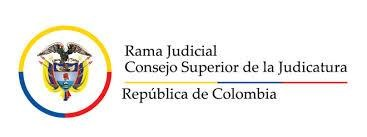 Rama Judicial
Consejo Superior de la Judicatura
República de Colombia